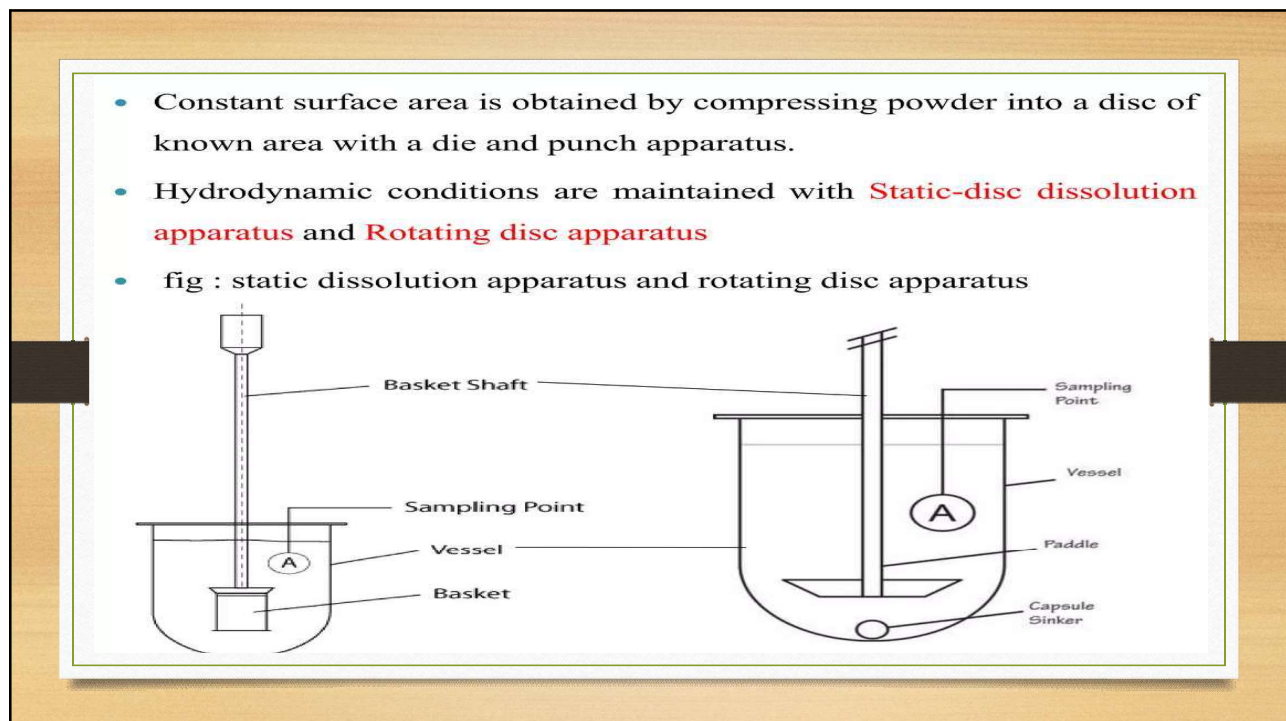 • Constant surface area is obtained by compressing powder into a disc of
known area with a die and punch apparatus.
• Hydrodynamic conditions are maintained with Static-disc dissolution
apparatus and Rotating disc apparatus
• fig : static dissolution apparatus and rotating disc apparatus
Basket Shaft
Sampling Point
A
Vessel
Basket
Sampling
Point
Vessel
A
Paddle
Capsule
Sinker